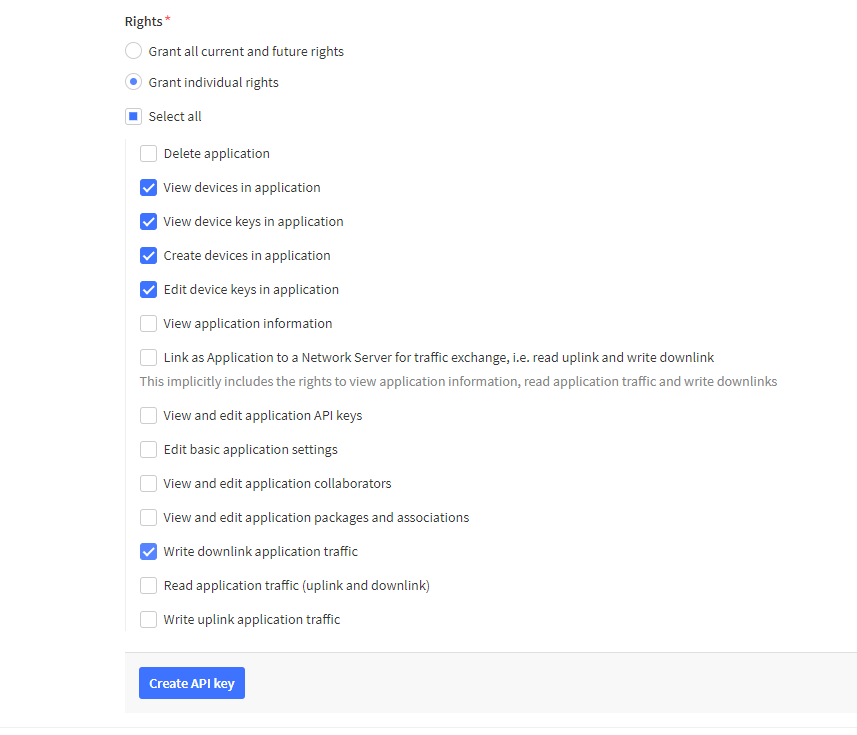 Rights*
Grant all current and future rights
Grant individual rights
Select all
Delete application
View devices in application
View device keys in application
Create devices in application
Edit device keys in application
View application information
Link as Application to a Network Server for traffic exchange, i.e. read uplink and write downlink
This implicitly includes the rights to view application information, read application traffic and write downlinks
View and edit application API keys
Edit basic application settings
View and edit application collaborators
View and edit application packages and associations
Write downlink application traffic
Read application traffic (uplink and downlink)
Write uplink application traffic
Create API key